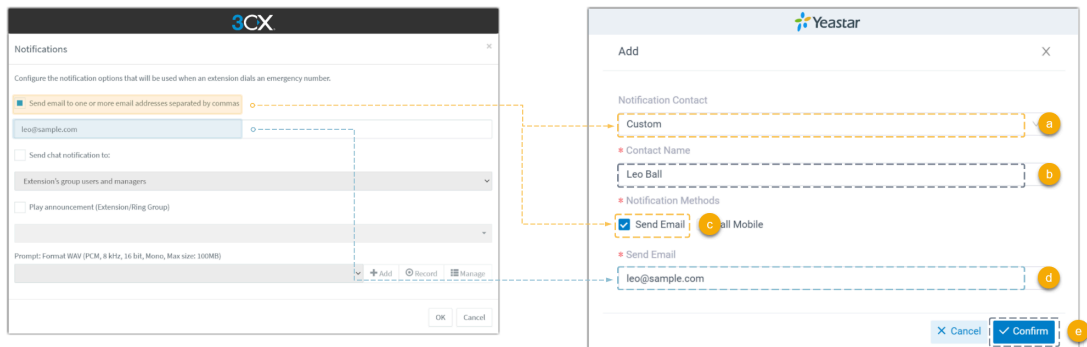 3CX
Notifications
×
Configure the notification options that will be used when an extension dials an emergency number.
Send email to one or more email addresses separated by commas
leo@sample.com
Send chat notification to:
Extension's group users and managers
Play announcement (Extension/Ring Group)
Prompt: Format WAV (PCM, 8 kHz, 16 bit, Mono, Max size: 100MB)
Add Record Manage
OK Cancel
Yeastar
Add
Notification Contact
Custom a
* Contact Name
Leo Ball b
* Notification Methods
Send Email c all Mobile
* Send Email
leo@sample.com d
Cancel Confirm e